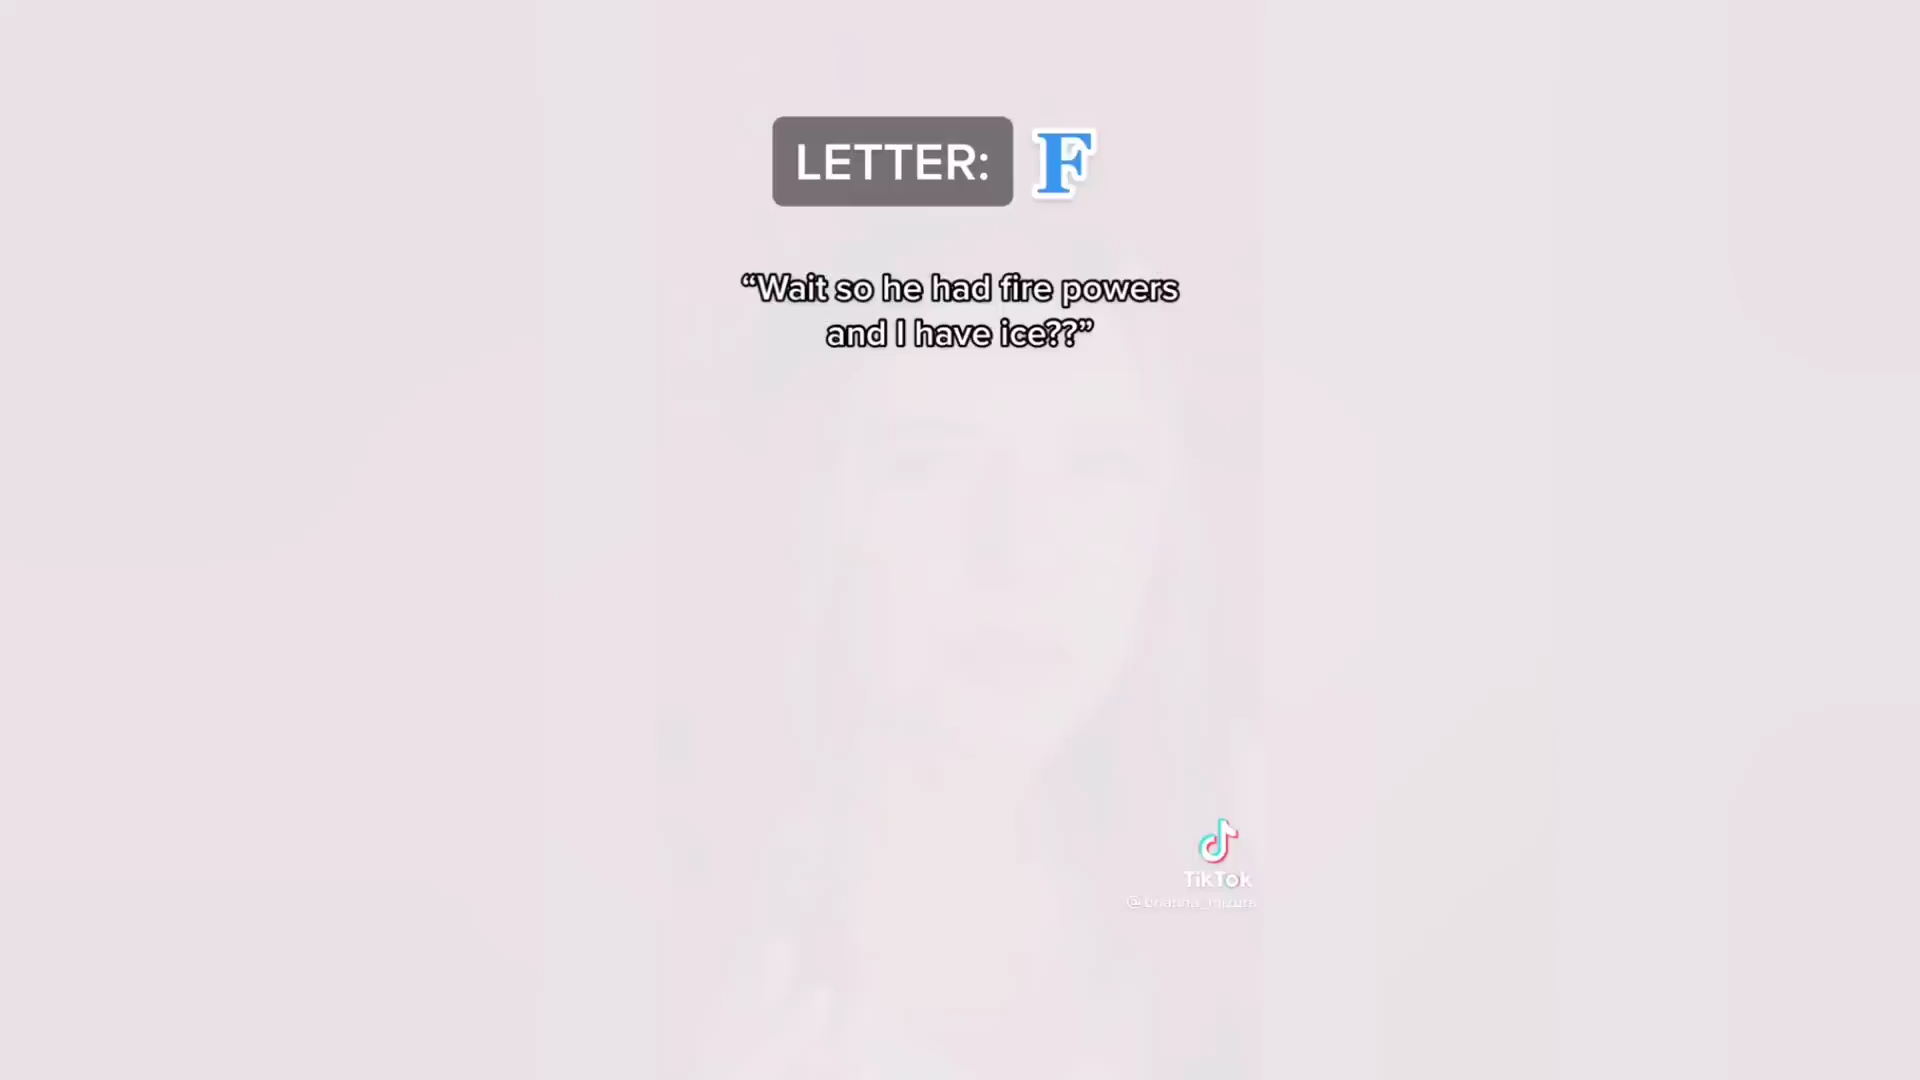 LETTER: F
“Wait so he had fire powers
and I have ice??”
TikTok